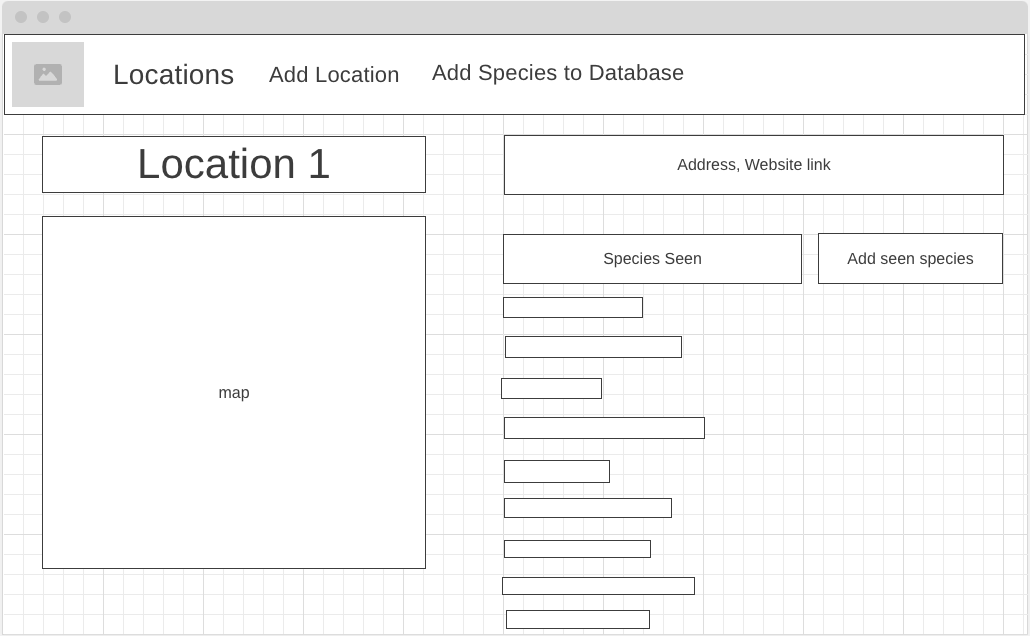 Locations
Add Location
Add Species to Database
Location 1
Address, Website link
map
Species Seen
Add seen species